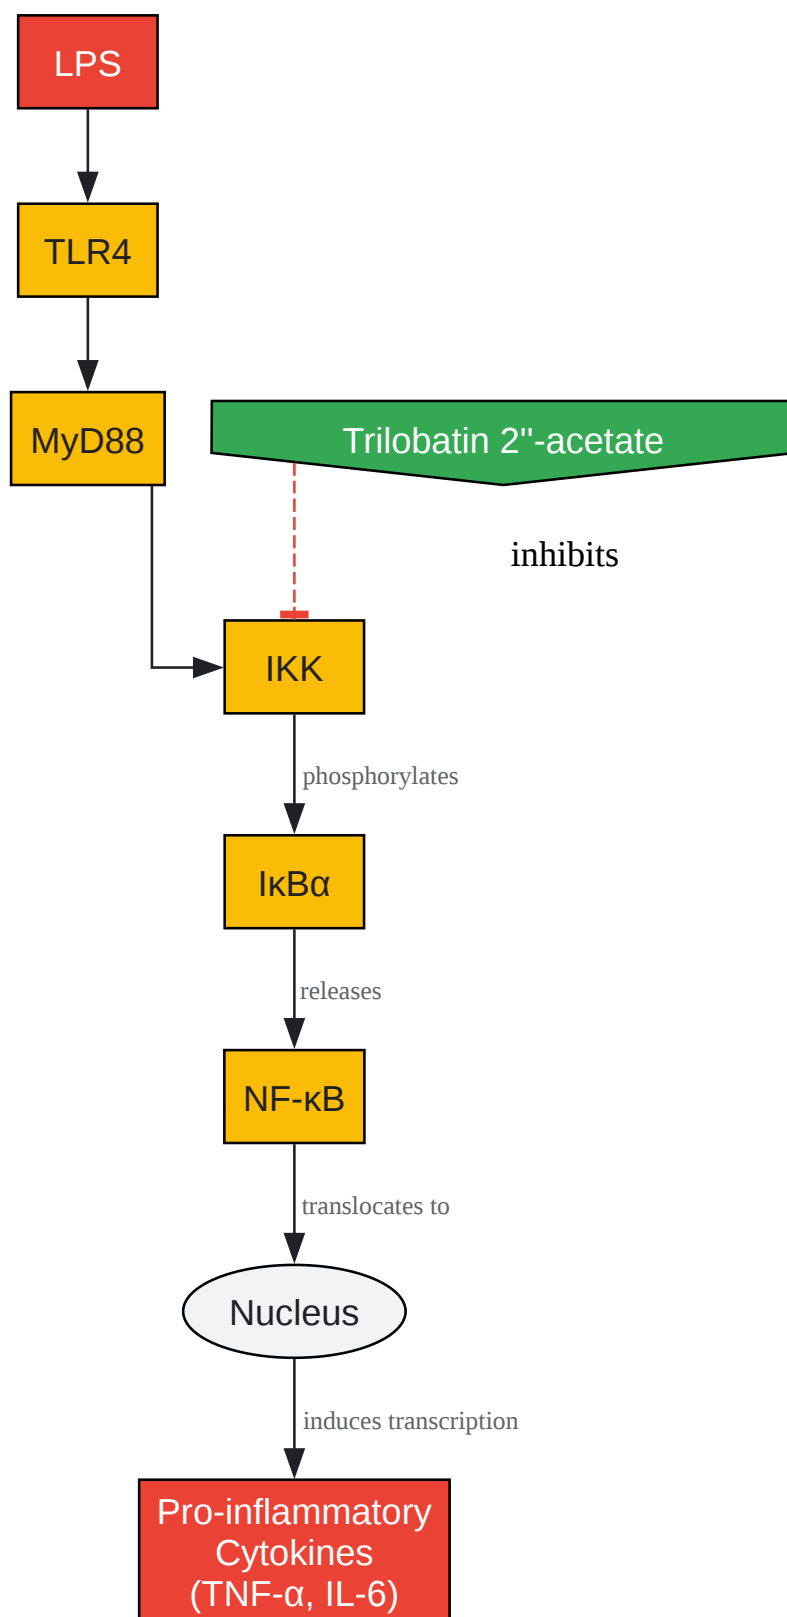 LPS
TLR4
MyD88
Trilobatin 2''-acetate
inhibits
IKK
phosphorylates
IκBα
releases
NF-κB
translocates to
Nucleus
induces transcription
Pro-inflammatory
Cytokines
(TNF-α, IL-6)